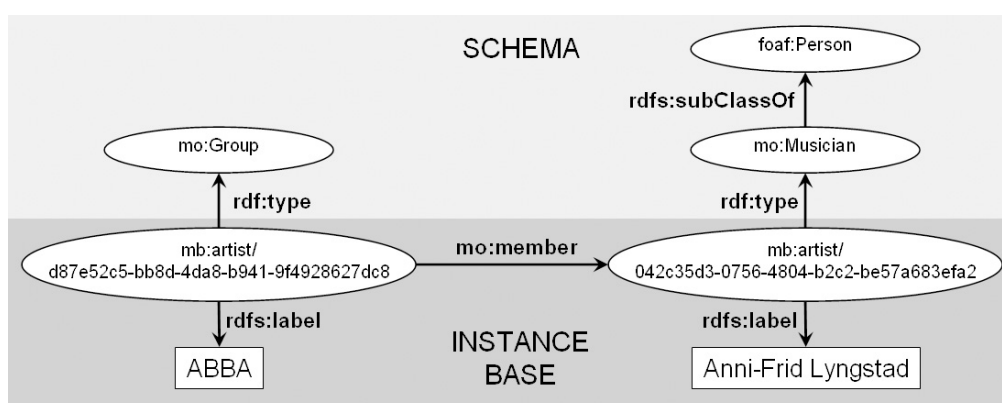 SCHEMA
foaf:Person
rdfs:subClassOf
mo:Group
mo:Musician
rdf:type
rdf:type
mb:artist/
d87e52c5-bb8d-4da8-b941-9f4928627dc8
mo:member
mb:artist/
042c35d3-0756-4804-b2c2-be57a683efa2
rdfs:label
rdfs:label
INSTANCE
BASE
ABBA
Anni-Frid Lyngstad